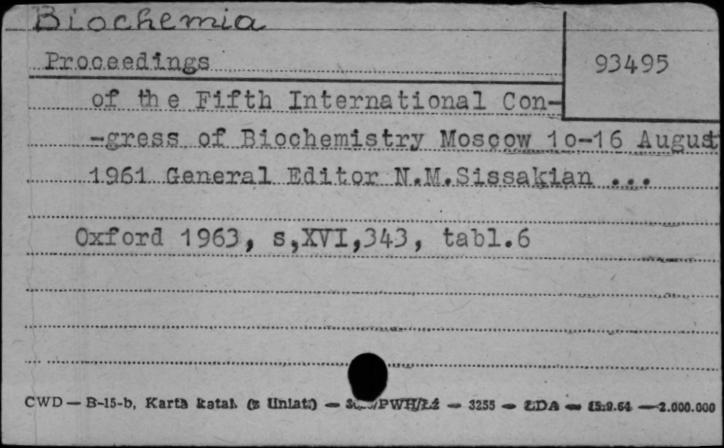 Biochemia
Proceedings
93495
of the Fifth International Con-
-gress of Biochemistry Moscow 10-16 August
1961 General Editor N.M.Sissakian ...
Oxford 1963, s,XVI,343, tabl.6
CWD — B-15-b, Karta katal. — 3255 — ŁDA — 15.9.64 — 2.000.000